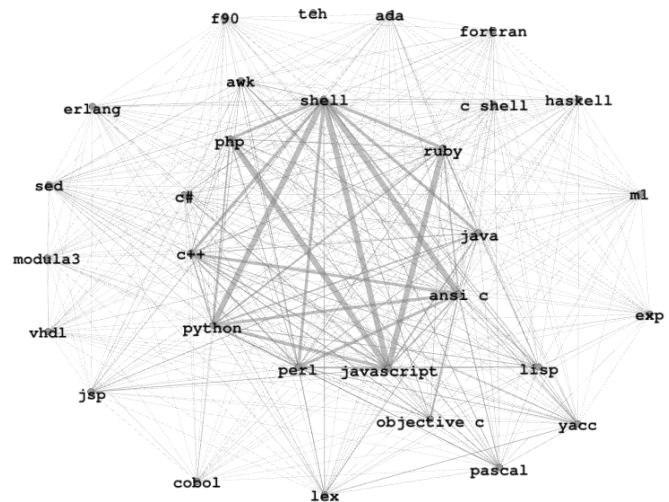 f90
teh
ada
fortran
awk
shell
c shell
haskell
erlang
php
ruby
sed
c#
ml
java
c++
modula3
ansi c
exp
python
vhdl
perl
javascript
lisp
jsp
objective c
yacc
pascal
cobol
lex